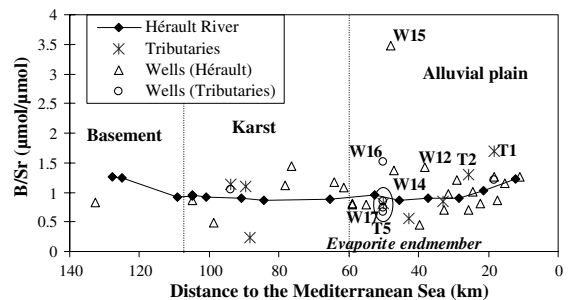 4
3.5
3
2.5
2
1.5
1
0.5
0
B/Sr (μmol/μmol)
Hérault River
Tributaries
Wells (Hérault)
Wells (Tributaries)
W15
Alluvial plain
Basement
Karst
W16
W12
T2
T1
W14
W17
T5
Evaporite endmember
140 120 100 80 60 40 20 0
Distance to the Mediterranean Sea (km)